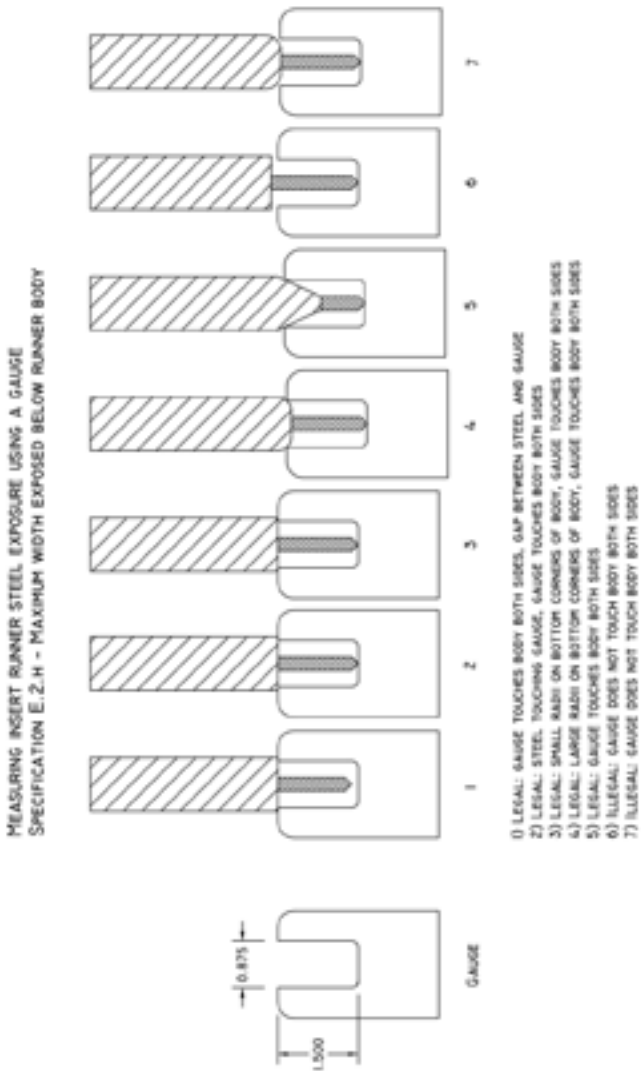 MEASURING INSERT RUNNER STEEL EXPOSURE USING A GAUGE
SPECIFICATION E.2.H - MAXIMUM WIDTH EXPOSED BELOW RUNNER BODY
0.875
1.500
GAUGE
1
2
3
4
5
6
7
1) LEGAL: GAUGE TOUCHES BODY BOTH SIDES, GAP BETWEEN STEEL AND GAUGE
2) LEGAL: STEEL TOUCHING GAUGE, GAUGE TOUCHES BODY BOTH SIDES
3) LEGAL: SMALL RADII ON BOTTOM CORNERS OF BODY, GAUGE TOUCHES BODY BOTH SIDES
4) LEGAL: LARGE RADII ON BOTTOM CORNERS OF BODY, GAUGE TOUCHES BODY BOTH SIDES
5) LEGAL: GAUGE TOUCHES BODY BOTH SIDES
6) ILLEGAL: GAUGE DOES NOT TOUCH BODY BOTH SIDES
7) ILLEGAL: GAUGE DOES NOT TOUCH BODY BOTH SIDES